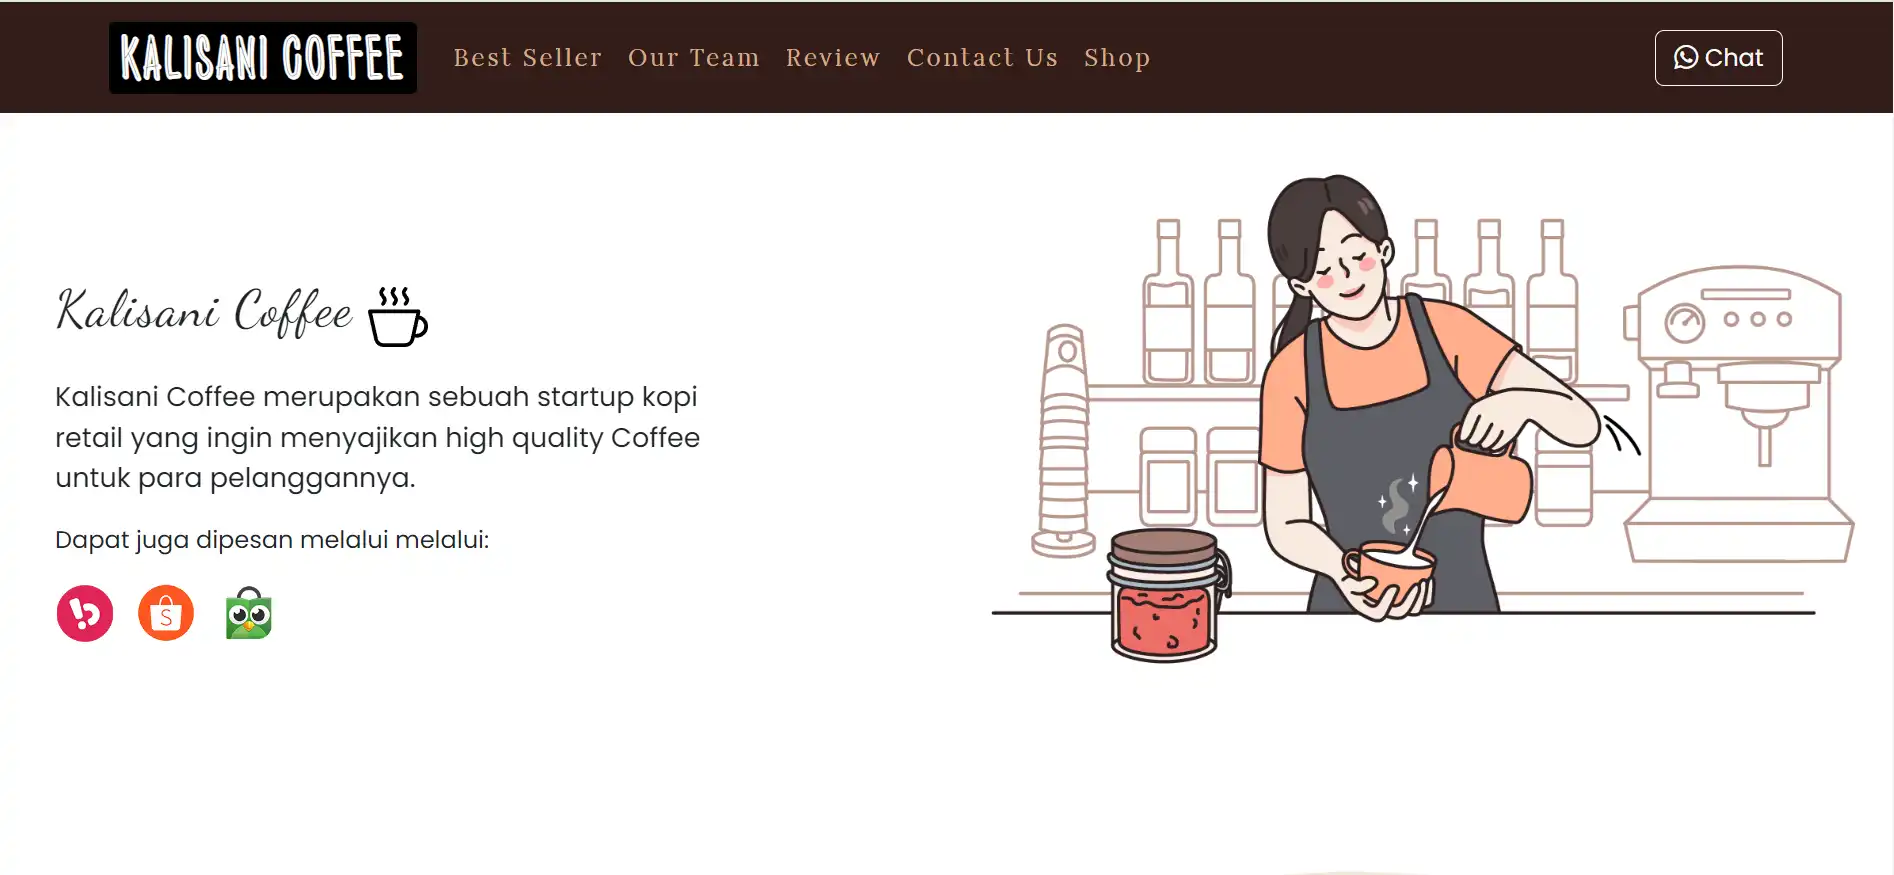 KALISANI COFFEE
Best Seller Our Team Review Contact Us Shop
Chat
Kalisani Coffee
Kalisani Coffee merupakan sebuah startup kopi
retail yang ingin menyajikan high quality Coffee
untuk para pelanggannya.
Dapat juga dipesan melalui melalui:
S